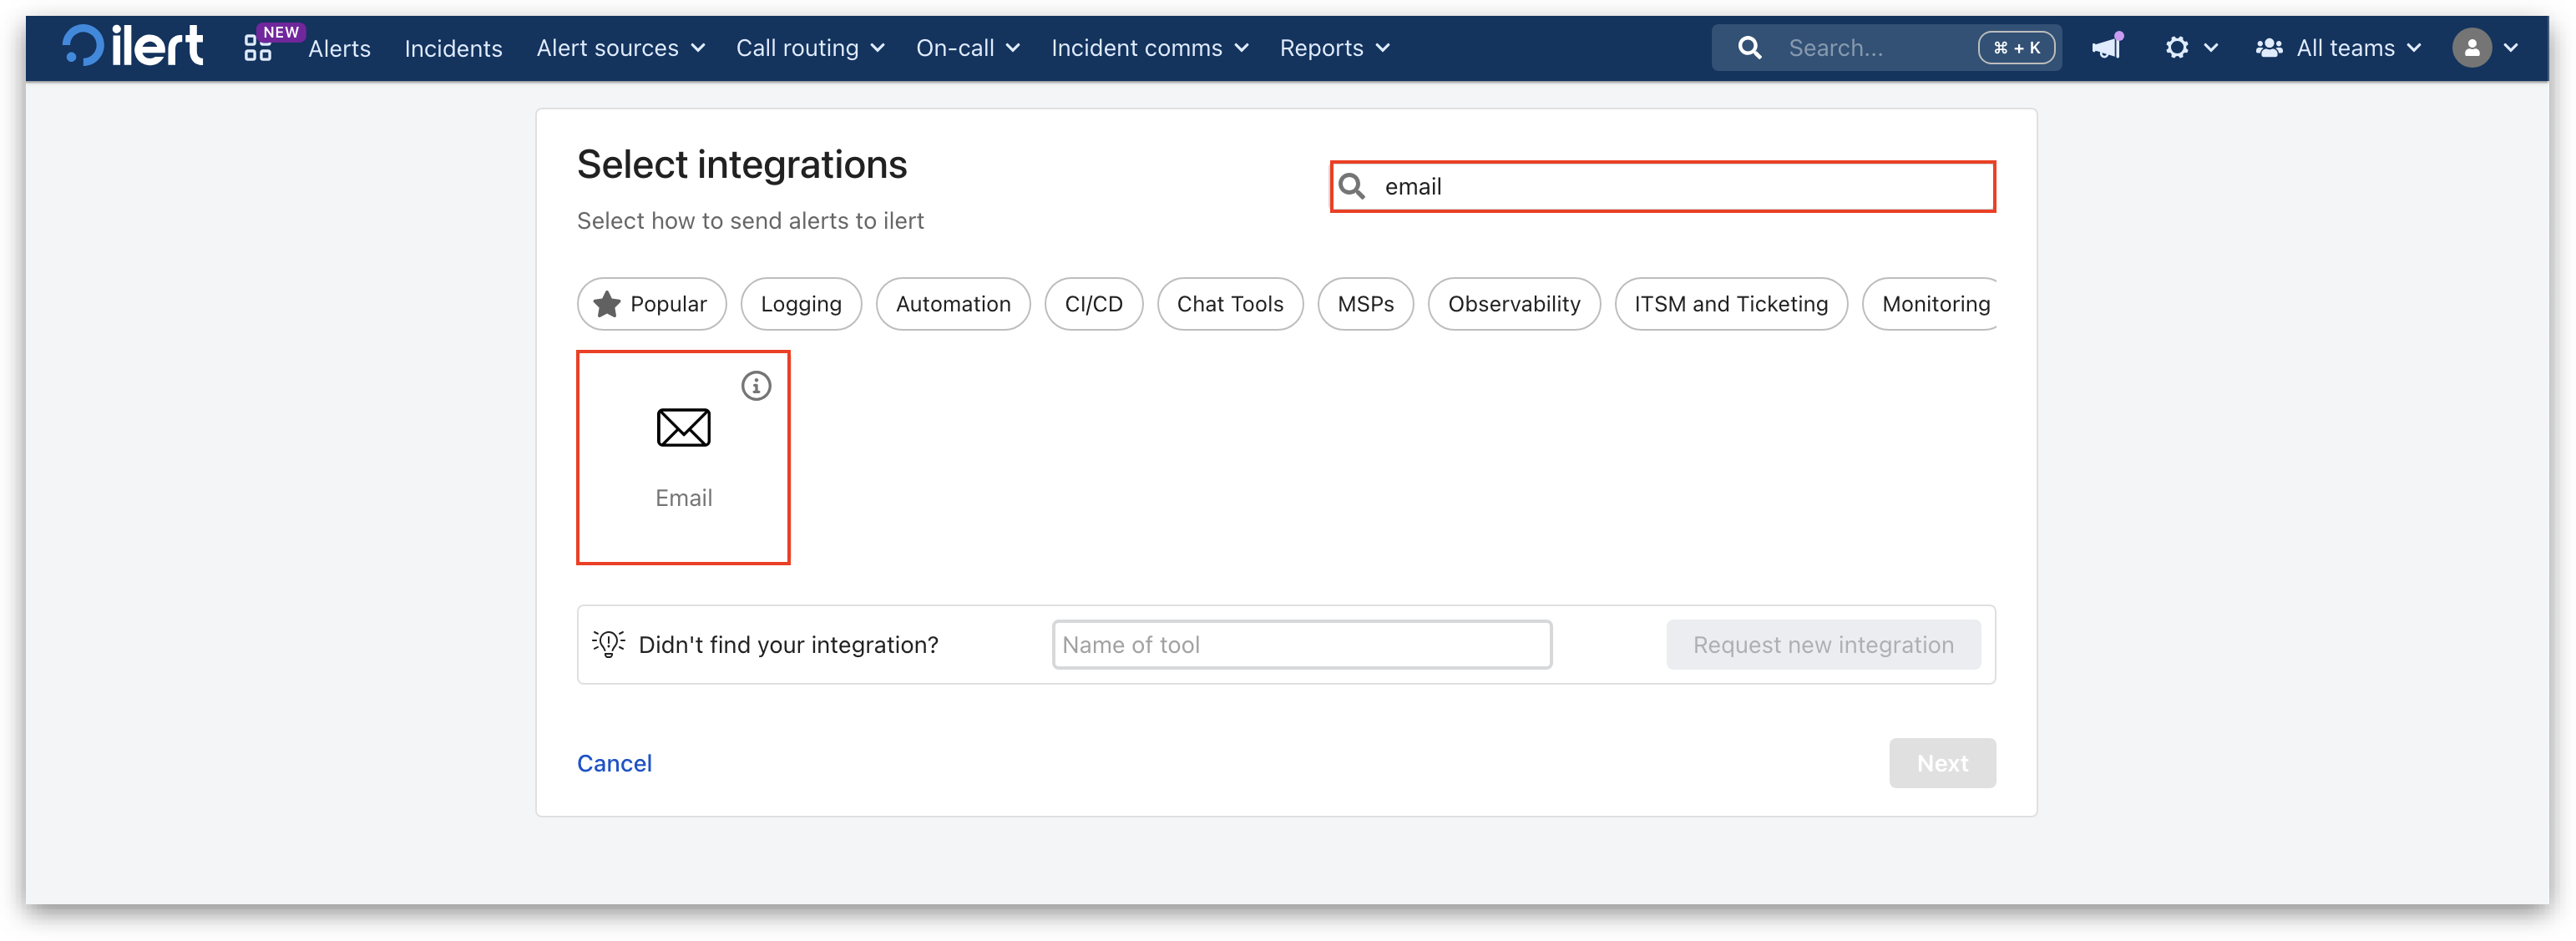 ilert NEW Alerts Incidents Alert sources Call routing On-call Incident comms Reports Search... ⌘ + K All teams
Select integrations
email
Select how to send alerts to ilert
Popular Logging Automation CI/CD Chat Tools MSPs Observability ITSM and Ticketing Monitoring
Email
Didn't find your integration? Name of tool Request new integration
Cancel Next